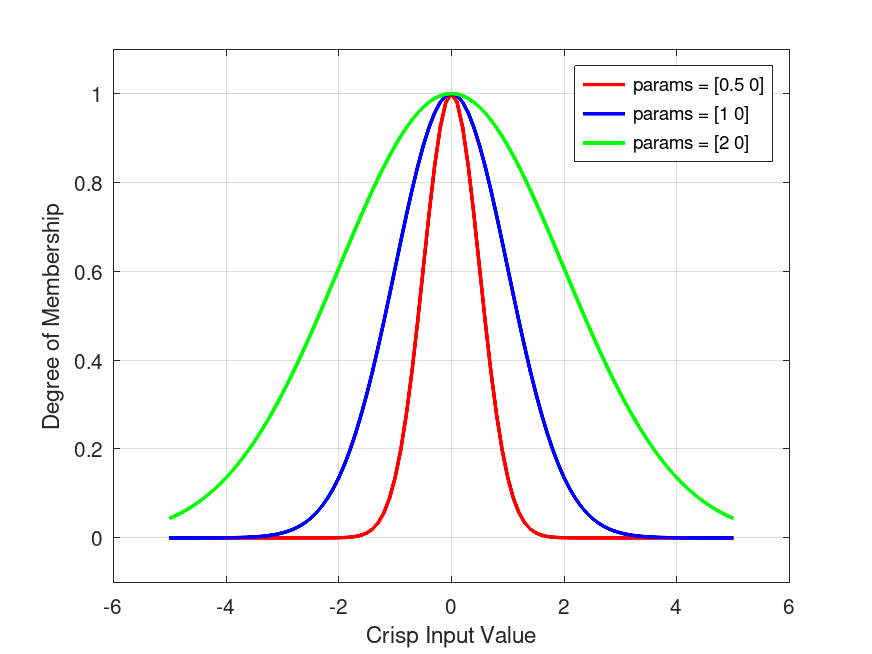 params = [0.5 0]
params = [1 0]
params = [2 0]
1
0.8
0.6
0.4
0.2
0
Degree of Membership
-6 -4 -2 0 2 4 6
Crisp Input Value